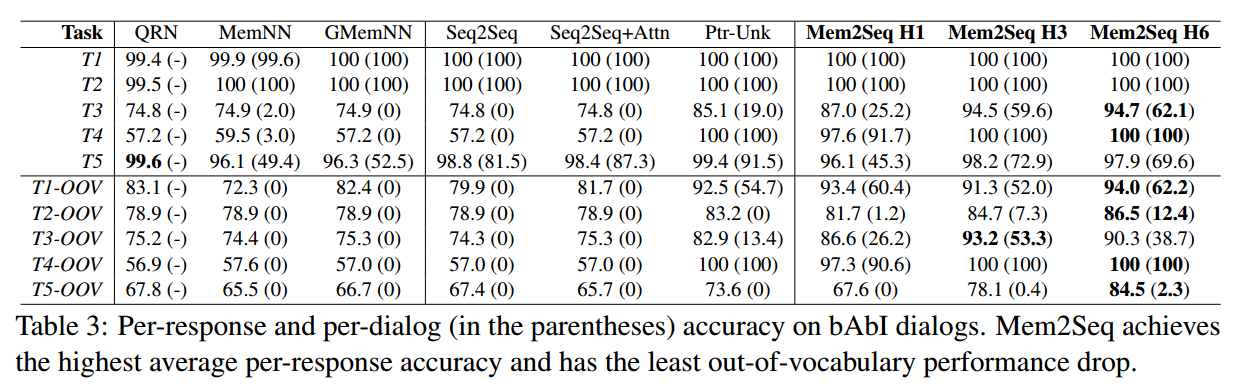 Task QRN MemNN GMemNN Seq2Seq Seq2Seq+Attn Ptr-Unk Mem2Seq H1 Mem2Seq H3 Mem2Seq H6
T1 99.4 (-) 99.9 (99.6) 100 (100) 100 (100) 100 (100) 100 (100) 100 (100) 100 (100) 100 (100)
T2 99.5 (-) 100 (100) 100 (100) 100 (100) 100 (100) 100 (100) 100 (100) 100 (100) 100 (100)
T3 74.8 (-) 74.9 (2.0) 74.9 (0) 74.8 (0) 74.8 (0) 85.1 (19.0) 87.0 (25.2) 94.5 (59.6) 94.7 (62.1)
T4 57.2 (-) 59.5 (3.0) 57.2 (0) 57.2 (0) 57.2 (0) 100 (100) 97.6 (91.7) 100 (100) 100 (100)
T5 99.6 (-) 96.1 (49.4) 96.3 (52.5) 98.8 (81.5) 98.4 (87.3) 99.4 (91.5) 96.1 (45.3) 98.2 (72.9) 97.9 (69.6)
T1-OOV 83.1 (-) 72.3 (0) 82.4 (0) 79.9 (0) 81.7 (0) 92.5 (54.7) 93.4 (60.4) 91.3 (52.0) 94.0 (62.2)
T2-OOV 78.9 (-) 78.9 (0) 78.9 (0) 78.9 (0) 78.9 (0) 83.2 (0) 81.7 (1.2) 84.7 (7.3) 86.5 (12.4)
T3-OOV 75.2 (-) 74.4 (0) 75.3 (0) 74.3 (0) 75.3 (0) 82.9 (13.4) 86.6 (26.2) 93.2 (53.3) 90.3 (38.7)
T4-OOV 56.9 (-) 57.6 (0) 57.0 (0) 57.0 (0) 57.0 (0) 100 (100) 97.3 (90.6) 100 (100) 100 (100)
T5-OOV 67.8 (-) 65.5 (0) 66.7 (0) 67.4 (0) 65.7 (0) 73.6 (0) 67.6 (0) 78.1 (0.4) 84.5 (2.3)
Table 3: Per-response and per-dialog (in the parentheses) accuracy on bAbI dialogs. Mem2Seq achieves
the highest average per-response accuracy and has the least out-of-vocabulary performance drop.